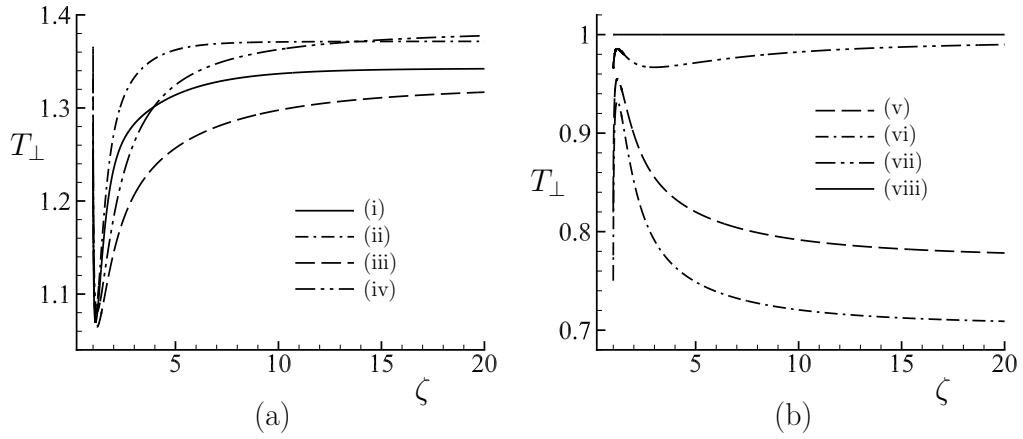 1.4
1.3
1.2
1.1
T⊥
(i)
(ii)
(iii)
(iv)
5
10
15
20
ζ
(a)
1
0.9
0.8
0.7
T⊥
(v)
(vi)
(vii)
(viii)
5
10
15
20
ζ
(b)